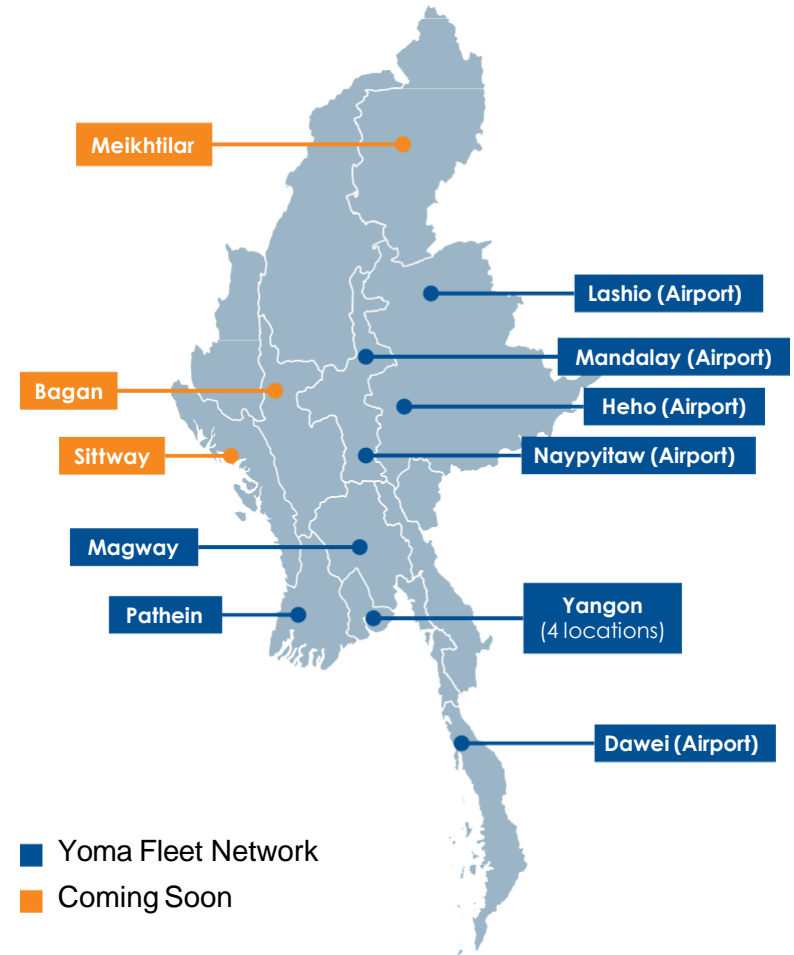 Meikhtilar
Lashio (Airport)
Mandalay (Airport)
Bagan
Heho (Airport)
Sittway
Naypyitaw (Airport)
Magway
Pathein
Yangon
(4 locations)
Dawei (Airport)
Yoma Fleet Network
Coming Soon